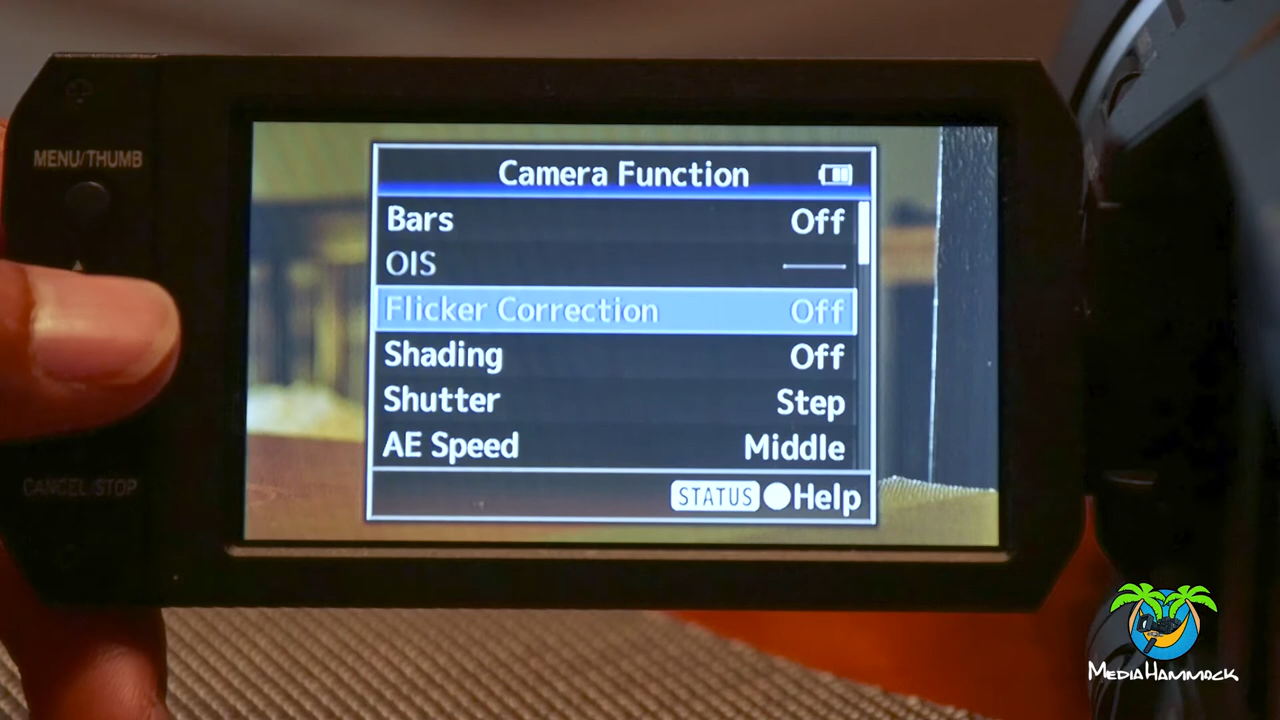 MENU/THUMB
Camera Function
Bars Off
OIS ———
Flicker Correction Off
Shading Off
Shutter Step
AE Speed Middle
STATUS Help
CANCEL/STOP
MEDIAHAMMOCK